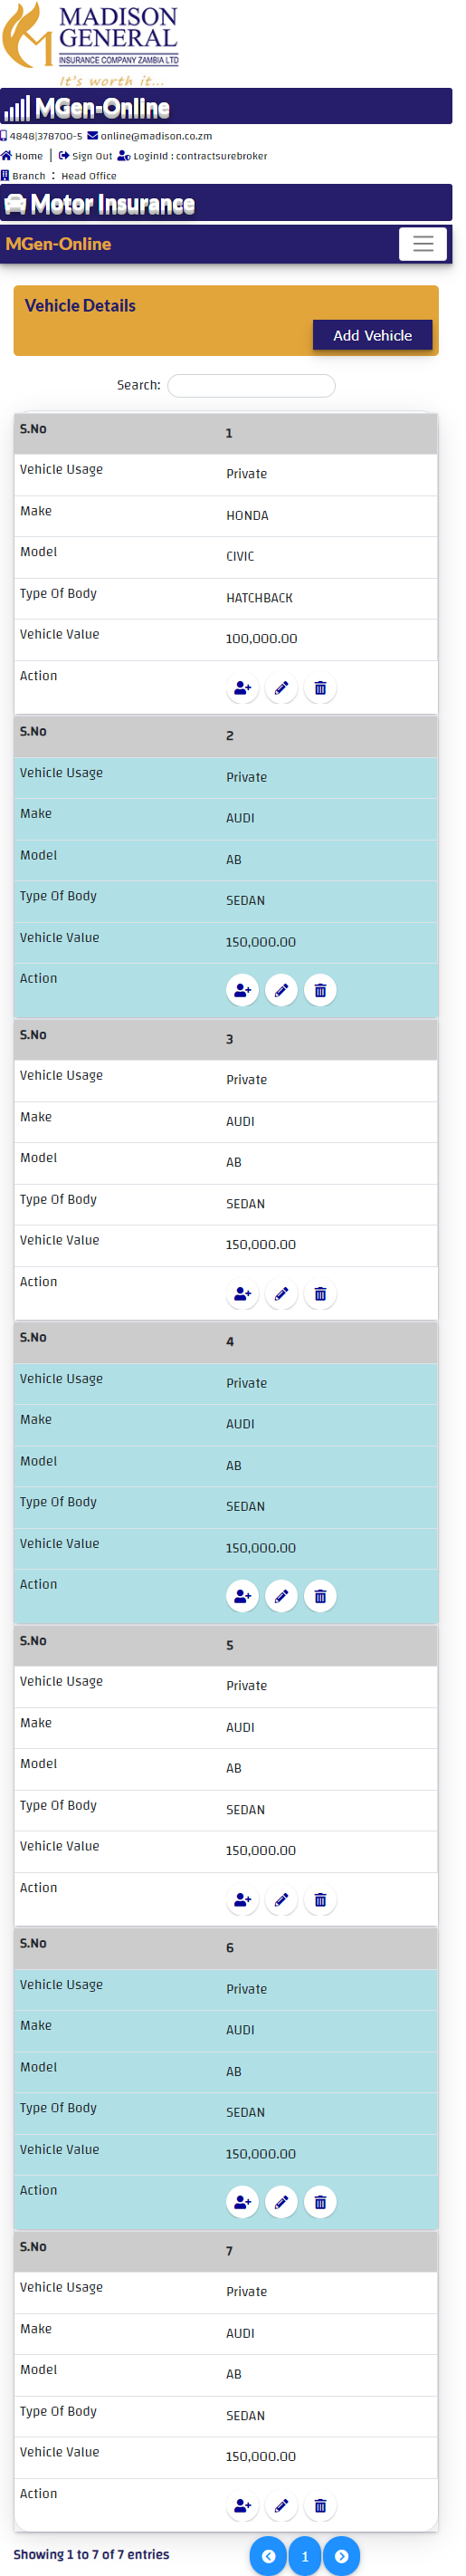 MADISON
GENERAL
INSURANCE COMPANY ZAMBIA LTD
It's worth it...
MGen-Online
4848|378700-5 online@madison.co.zm
Home | Sign Out LoginId : contractsurebroker
Branch : Head Office
Motor Insurance
MGen-Online
Vehicle Details
Add Vehicle
Search:
S.No 1
Vehicle Usage Private
Make HONDA
Model CIVIC
Type Of Body HATCHBACK
Vehicle Value 100,000.00
Action
S.No 2
Vehicle Usage Private
Make AUDI
Model AB
Type Of Body SEDAN
Vehicle Value 150,000.00
Action
S.No 3
Vehicle Usage Private
Make AUDI
Model AB
Type Of Body SEDAN
Vehicle Value 150,000.00
Action
S.No 4
Vehicle Usage Private
Make AUDI
Model AB
Type Of Body SEDAN
Vehicle Value 150,000.00
Action
S.No 5
Vehicle Usage Private
Make AUDI
Model AB
Type Of Body SEDAN
Vehicle Value 150,000.00
Action
S.No 6
Vehicle Usage Private
Make AUDI
Model AB
Type Of Body SEDAN
Vehicle Value 150,000.00
Action
S.No 7
Vehicle Usage Private
Make AUDI
Model AB
Type Of Body SEDAN
Vehicle Value 150,000.00
Action
Showing 1 to 7 of 7 entries 1